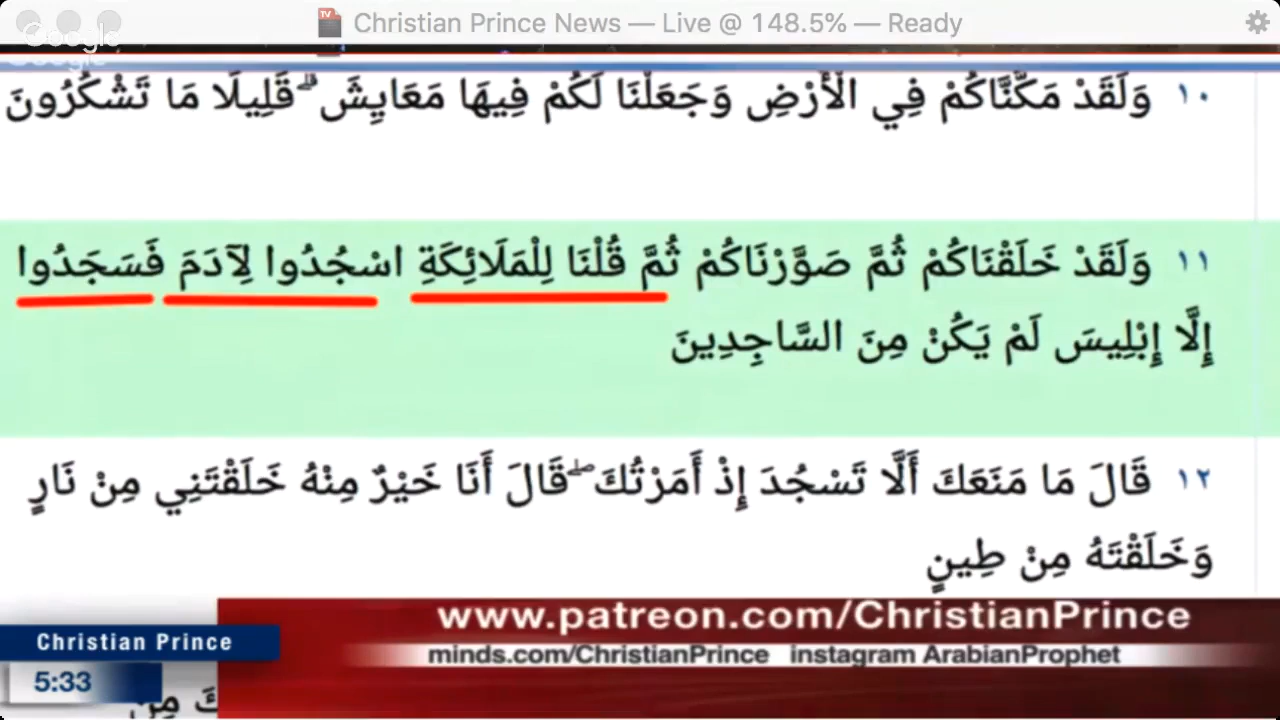 Christian Prince News — Live @ 148.5% — Ready
Google
Google
١٠ وَلَقَدْ مَكَّنَّاكُمْ فِي الْأَرْضِ وَجَعَلْنَا لَكُمْ فِيهَا مَعَايِشَ ۗ قَلِيلًا مَا تَشْكُرُونَ
١١ وَلَقَدْ خَلَقْنَاكُمْ ثُمَّ صَوَّرْنَاكُمْ ثُمَّ قُلْنَا لِلْمَلَائِكَةِ اسْجُدُوا لِآدَمَ فَسَجَدُوا
إِلَّا إِبْلِيسَ لَمْ يَكُنْ مِنَ السَّاجِدِينَ
١٢ قَالَ مَا مَنَعَكَ أَلَّا تَسْجُدَ إِذْ أَمَرْتُكَ ۖ قَالَ أَنَا خَيْرٌ مِنْهُ خَلَقْتَنِي مِنْ نَارٍ
وَخَلَقْتَهُ مِنْ طِينٍ
www.patreon.com/ChristianPrince
Christian Prince
minds.com/ChristianPrince instagram ArabianProphet
5:33